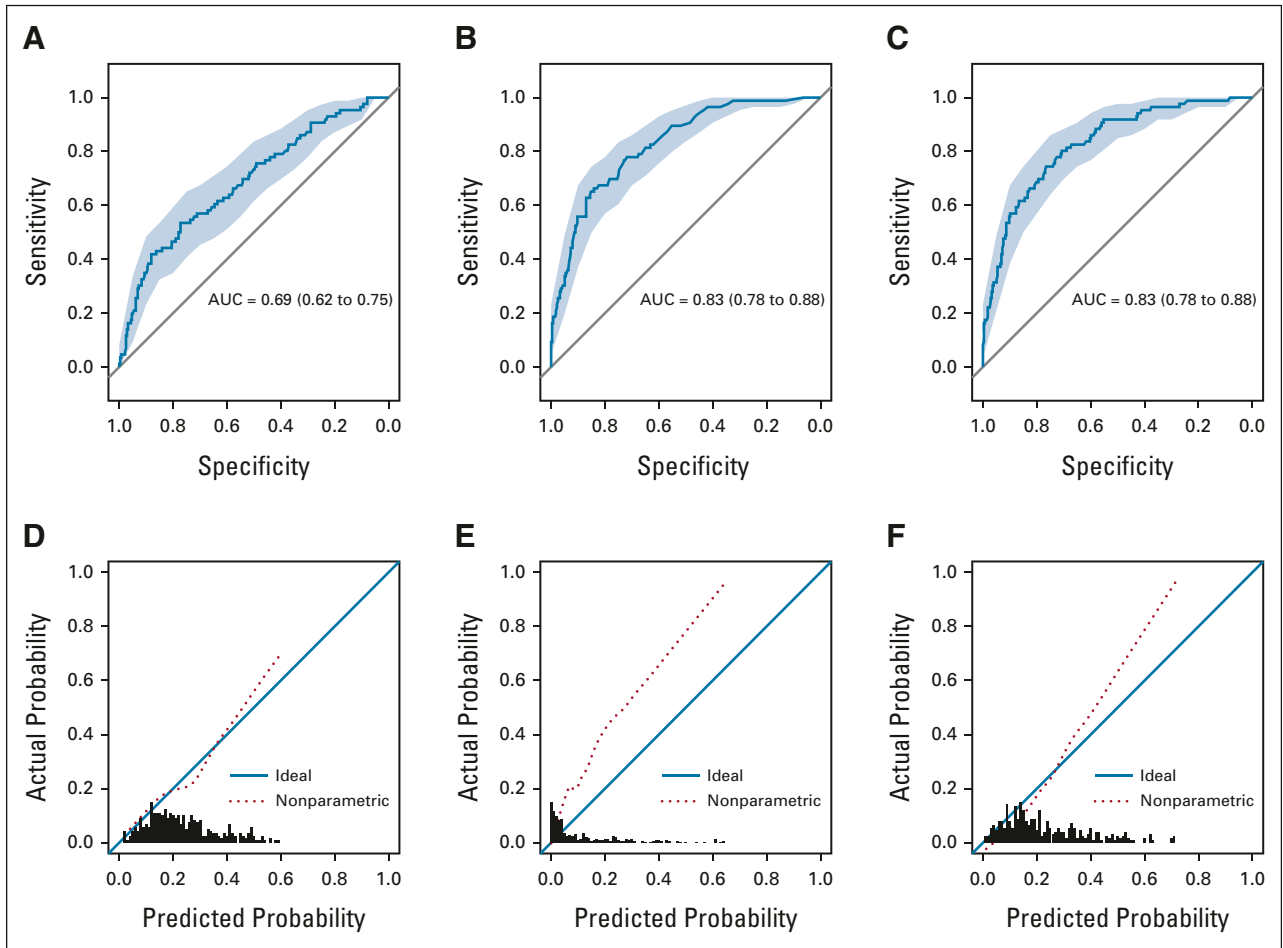 A
B
C
Sensitivity
1.0
0.8
0.6
0.4
0.2
0.0
AUC = 0.69 (0.62 to 0.75)
1.0 0.8 0.6 0.4 0.2 0.0
Specificity
Sensitivity
1.0
0.8
0.6
0.4
0.2
0.0
AUC = 0.83 (0.78 to 0.88)
1.0 0.8 0.6 0.4 0.2 0.0
Specificity
Sensitivity
1.0
0.8
0.6
0.4
0.2
0.0
AUC = 0.83 (0.78 to 0.88)
1.0 0.8 0.6 0.4 0.2 0.0
Specificity
D
E
F
Actual Probability
1.0
0.8
0.6
0.4
0.2
0.0
Ideal
Nonparametric
0.0 0.2 0.4 0.6 0.8 1.0
Predicted Probability
Actual Probability
1.0
0.8
0.6
0.4
0.2
0.0
Ideal
Nonparametric
0.0 0.2 0.4 0.6 0.8 1.0
Predicted Probability
Actual Probability
1.0
0.8
0.6
0.4
0.2
0.0
Ideal
Nonparametric
0.0 0.2 0.4 0.6 0.8 1.0
Predicted Probability